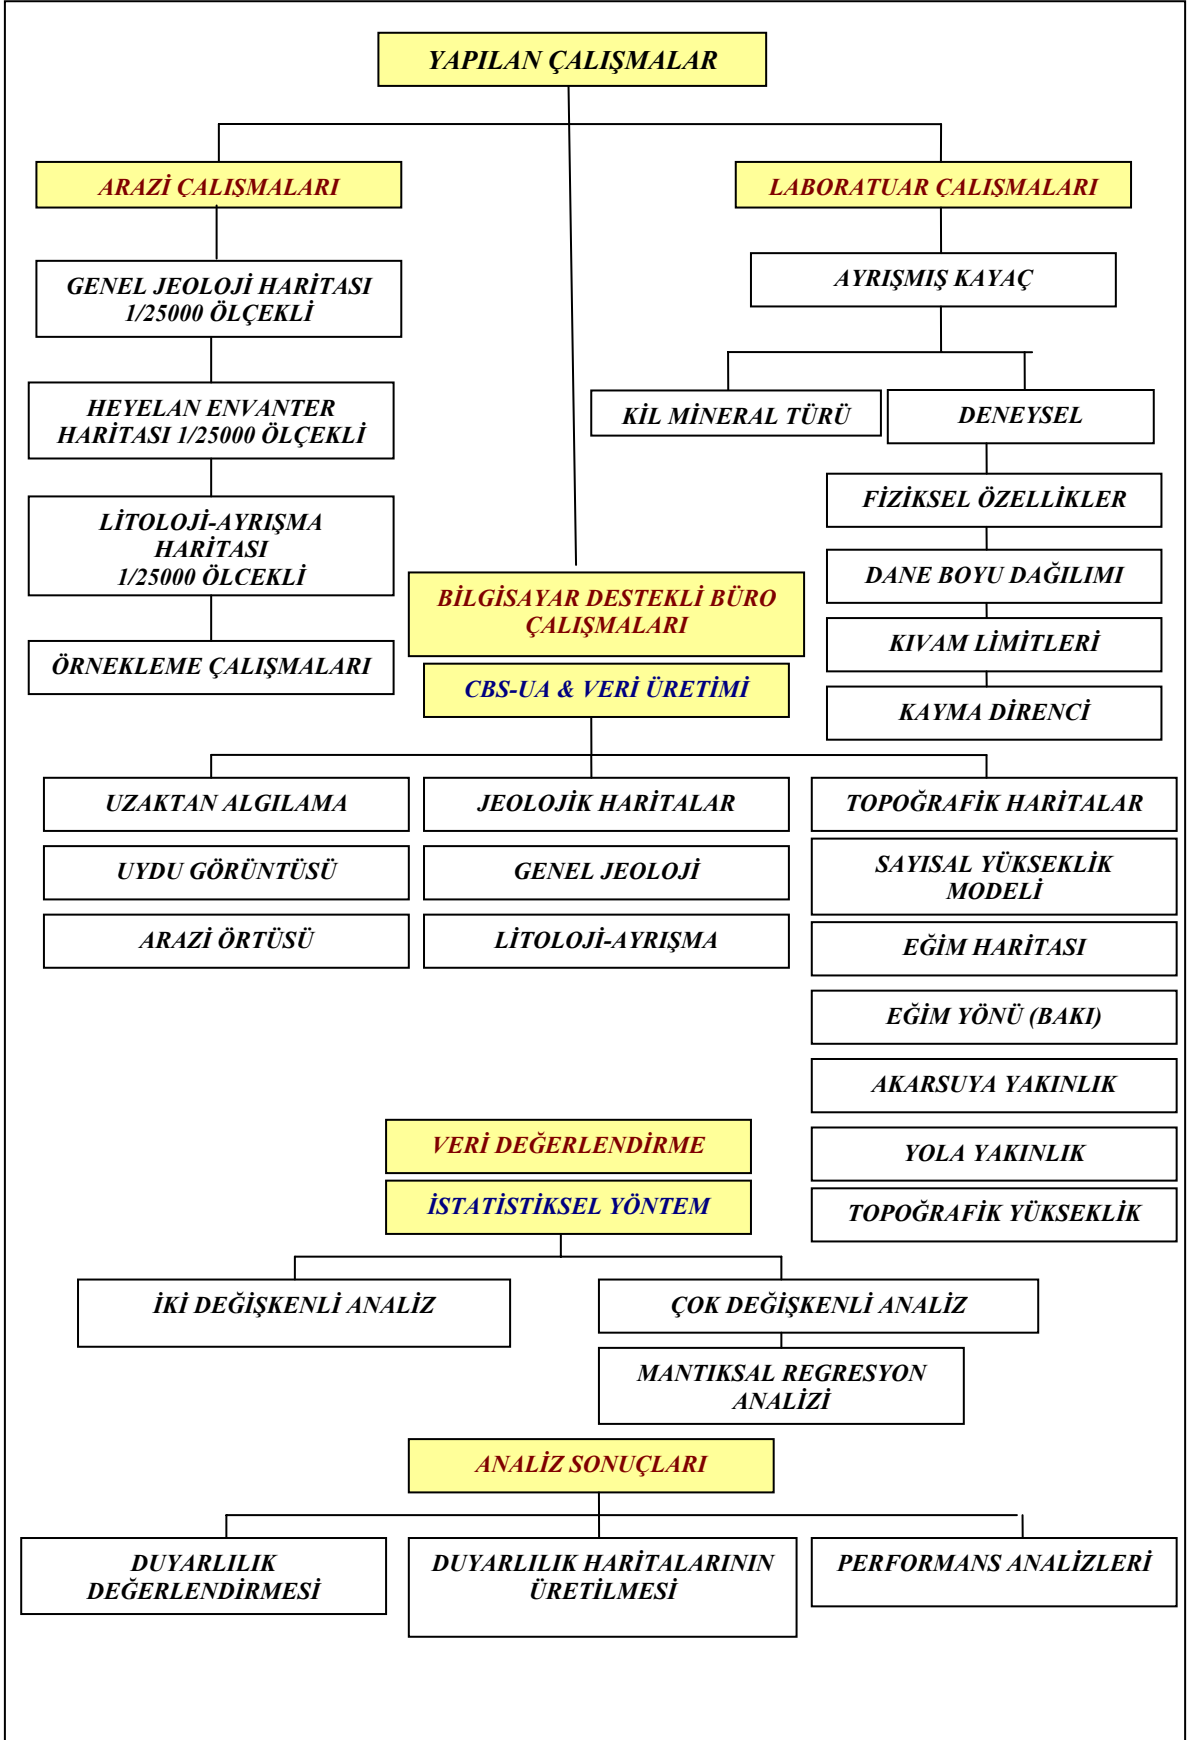 YAPILAN ÇALIŞMALAR
ARAZİ ÇALIŞMALARI
LABORATUAR ÇALIŞMALARI
GENEL JEOLOJİ HARİTASI
1/25000 ÖLÇEKLİ
HEYELAN ENVANTER
HARİTASI 1/25000 ÖLÇEKLİ
LİTOLOJİ-AYRIŞMA
HARİTASI
1/25000 ÖLCEKLİ
ÖRNEKLEME ÇALIŞMALARI
AYRIŞMIŞ KAYAÇ
KİL MİNERAL TÜRÜ
DENEYSEL
FİZİKSEL ÖZELLİKLER
DANE BOYU DAĞILIMI
KIVAM LİMİTLERİ
KAYMA DİRENCİ
BİLGİSAYAR DESTEKLİ BÜRO
ÇALIŞMALARI
CBS-UA & VERİ ÜRETİMİ
UZAKTAN ALGILAMA
UYDU GÖRÜNTÜSÜ
ARAZİ ÖRTÜSÜ
JEOLOJİK HARİTALAR
GENEL JEOLOJİ
LİTOLOJİ-AYRIŞMA
TOPOĞRAFİK HARİTALAR
SAYISAL YÜKSEKLİK
MODELİ
EĞİM HARİTASI
EĞİM YÖNÜ (BAKI)
AKARSUYA YAKINLIK
YOLA YAKINLIK
TOPOĞRAFİK YÜKSEKLİK
VERİ DEĞERLENDİRME
İSTATİSTİKSEL YÖNTEM
İKİ DEĞİŞKENLİ ANALİZ
ÇOK DEĞİŞKENLİ ANALİZ
MANTIKSAL REGRESYON
ANALİZİ
ANALİZ SONUÇLARI
DUYARLILIK
DEĞERLENDİRMESİ
DUYARLILIK HARİTALARININ
ÜRETİLMESİ
PERFORMANS ANALİZLERİ